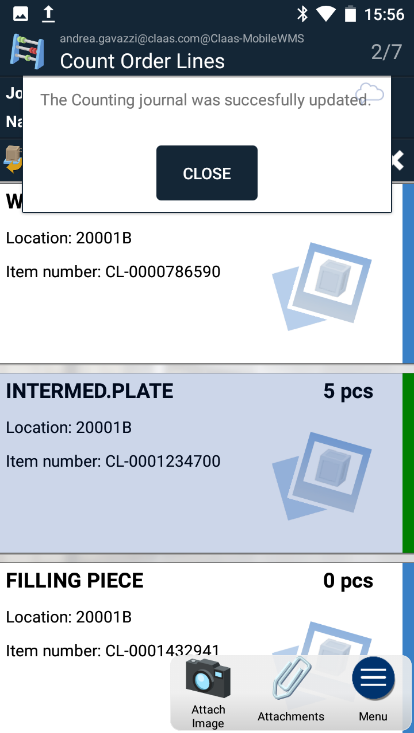 15:56
andrea.gavazzi@claas.com@Claas-MobileWMS
Count Order Lines
2/7
Jo
Na
The Counting journal was succesfully updated.
CLOSE
W
Location: 20001B
Item number: CL-0000786590
INTERMED.PLATE 5 pcs
Location: 20001B
Item number: CL-0001234700
FILLING PIECE 0 pcs
Location: 20001B
Item number: CL-0001432941
Attach
Image
Attachments
Menu